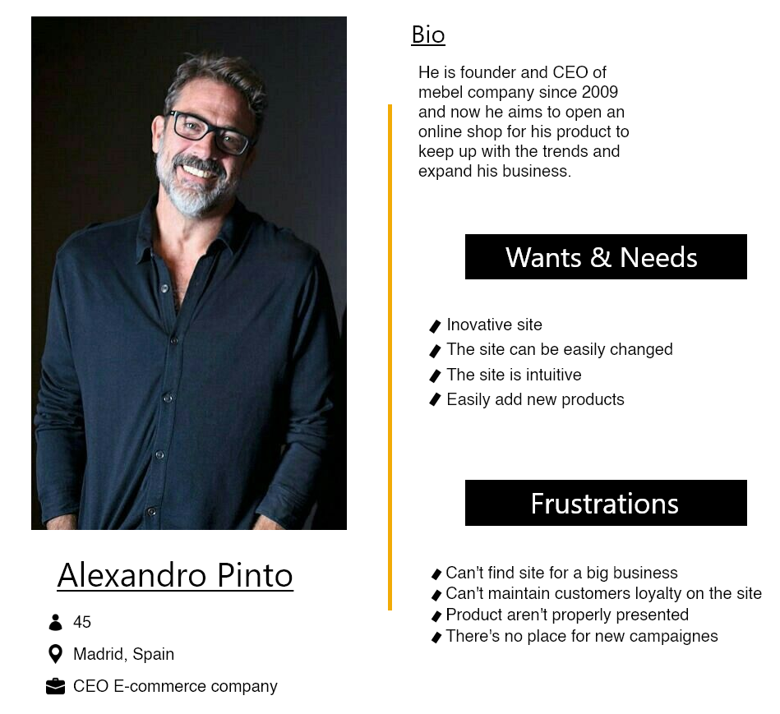 Bio
He is founder and CEO of
mebel company since 2009
and now he aims to open an
online shop for his product to
keep up with the trends and
expand his business.
Wants & Needs
Inovative site
The site can be easily changed
The site is intuitive
Easily add new products
Frustrations
Can't find site for a big business
Can't maintain customers loyalty on the site
Product aren't properly presented
There's no place for new campaignes
Alexandro Pinto
45
Madrid, Spain
CEO E-commerce company